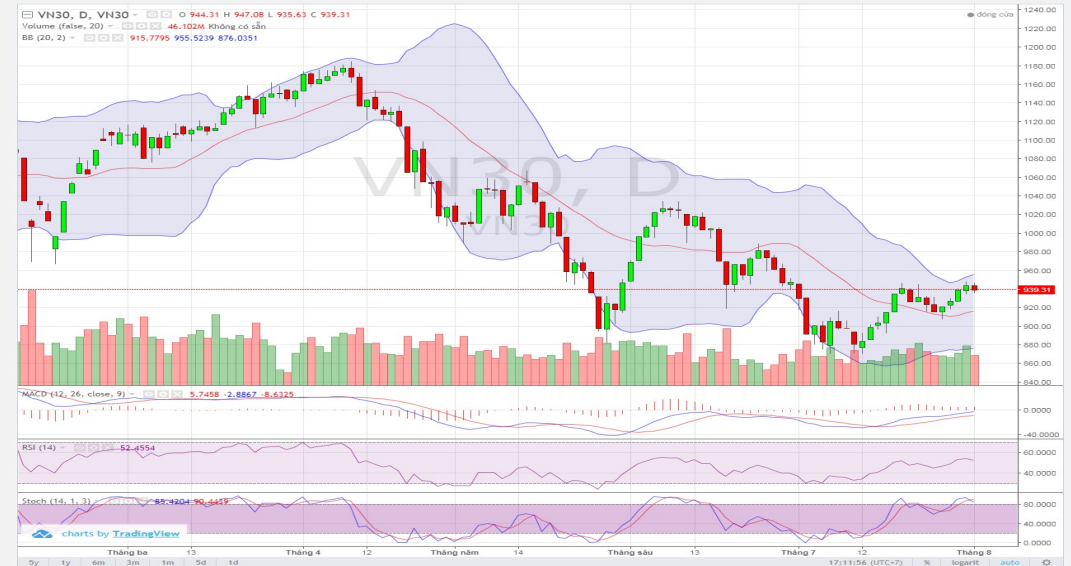 VN30, D, VN30 O 944.31 H 947.08 L 935.63 C 939.31
đóng cửa
Volume (false, 20) 46.102M Không có sẵn
BB (20, 2) 915.7795 955.5239 876.0351
1240.00
1220.00
1200.00
1180.00
1160.00
1140.00
1120.00
1100.00
1080.00
1060.00
1040.00
1020.00
1000.00
980.00
960.00
939.31
920.00
900.00
880.00
860.00
840.00
VN30, D
VN30
MACD (12, 26, close, 9) 5.7458 -2.8867 -8.6325
0.0000
-40.0000
RSI (14) 52.4554
60.0000
40.0000
Stoch (14, 1, 3) 85.4204 90.4439
80.0000
40.0000
0.0000
charts by TradingView
Tháng ba 13 Tháng 4 12 Tháng năm 14 Tháng sáu 13 Tháng 7 12 Tháng 8
5y 1y 6m 3m 1m 5d 1d 17:11:56 (UTC+7) % logarit auto